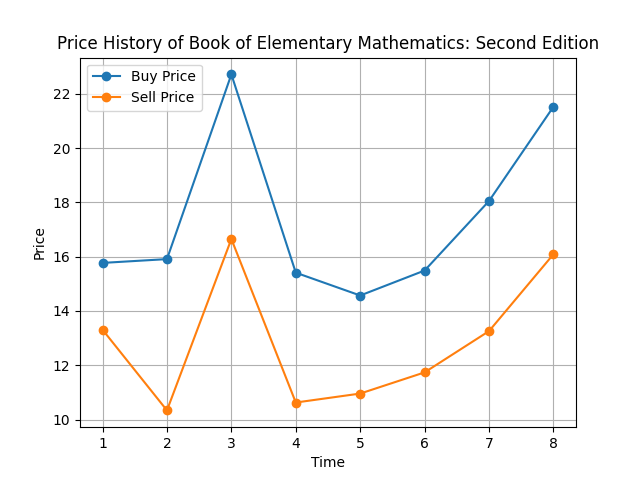 Price History of Book of Elementary Mathematics: Second Edition
Buy Price
Sell Price
Price
22
20
18
16
14
12
10
1 2 3 4 5 6 7 8
Time